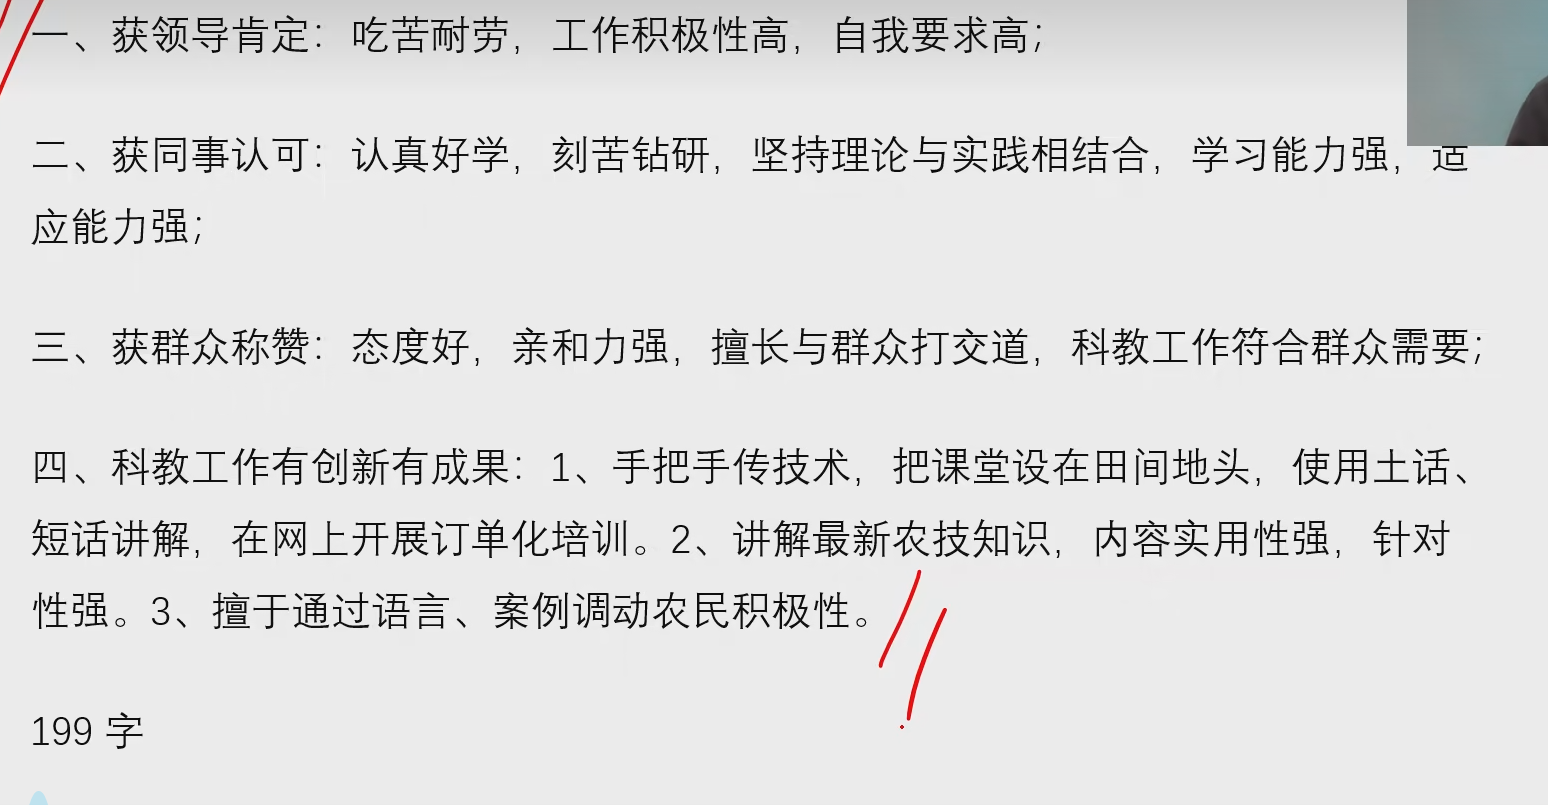 一、获领导肯定：吃苦耐劳，工作积极性高，自我要求高；
二、获同事认可：认真好学，刻苦钻研，坚持理论与实践相结合，学习能力强，适
应能力强；
三、获群众称赞：态度好，亲和力强，擅长与群众打交道，科教工作符合群众需要；
四、科教工作有创新有成果：1、手把手传技术，把课堂设在田间地头，使用土话、
短话讲解，在网上开展订单化培训。2、讲解最新农技知识，内容实用性强，针对
性强。3、擅于通过语言、案例调动农民积极性。
199 字